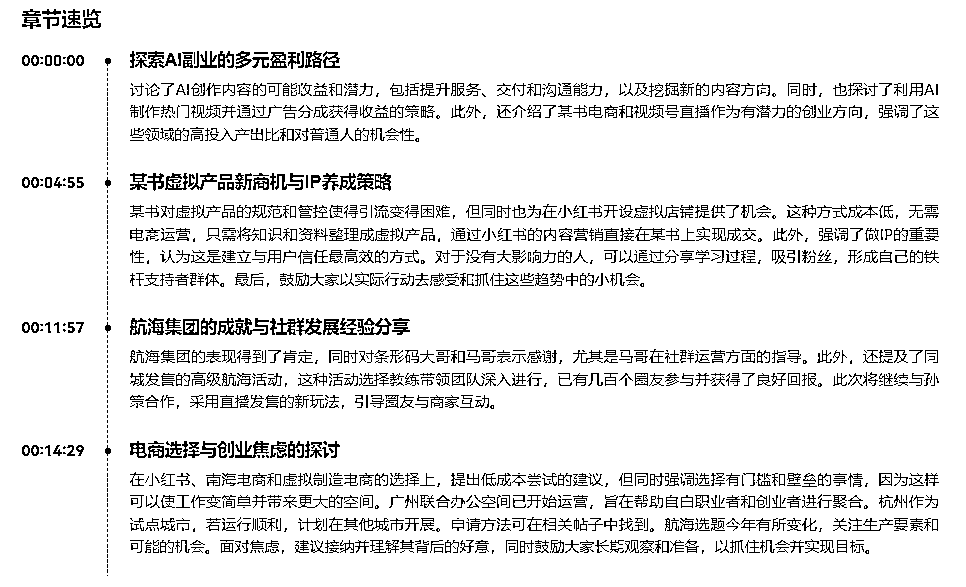 章节速览
00:00:00 探索AI副业的多元盈利路径
讨论了AI创作内容的可能收益和潜力，包括提升服务、交付和沟通能力，以及挖掘新的内容方向。同时，也探讨了利用AI
制作热门视频并通过广告分成获得收益的策略。此外，还介绍了某书电商和视频号直播作为有潜力的创业方向，强调了这
些领域的高投入产出比和对普通人的机会性。
00:04:55 某书虚拟产品新商机与IP养成策略
某书对虚拟产品的规范和管控使得引流变得困难，但同时也为在小红书开设虚拟店铺提供了机会。这种方式成本低，无需
电商运营，只需将知识和资料整理成虚拟产品，通过小红书的内容营销直接在某书上实现成交。此外，强调了做IP的重要
性，认为这是建立与用户信任最高效的方式。对于没有大影响力的人，可以通过分享学习过程，吸引粉丝，形成自己的铁
杆支持者群体。最后，鼓励大家以实际行动去感受和抓住这些趋势中的小机会。
00:11:57 航海集团的成就与社群发展经验分享
航海集团的表现得到了肯定，同时对条形码大哥和马哥表示感谢，尤其是马哥在社群运营方面的指导。此外，还提及了同
城发售的高级航海活动，这种活动选择教练带领团队深入进行，已有几百个圈友参与并获得了良好回报。此次将继续与孙
策合作，采用直播发售的新玩法，引导圈友与商家互动。
00:14:29 电商选择与创业焦虑的探讨
在小红书、南海电商和虚拟制造电商的选择上，提出低成本尝试的建议，但同时强调选择有门槛和壁垒的事情，因为这样
可以使工作变简单并带来更大的空间。广州联合办公空间已开始运营，旨在帮助自由职业者和创业者进行聚合。杭州作为
试点城市，若运行顺利，计划在其他城市开展。申请方法可在相关帖子中找到。航海选题今年有所变化，关注生产要素和
可能的机会。面对焦虑，建议接纳并理解其背后的好意，同时鼓励大家长期观察和准备，以抓住机会并实现目标。